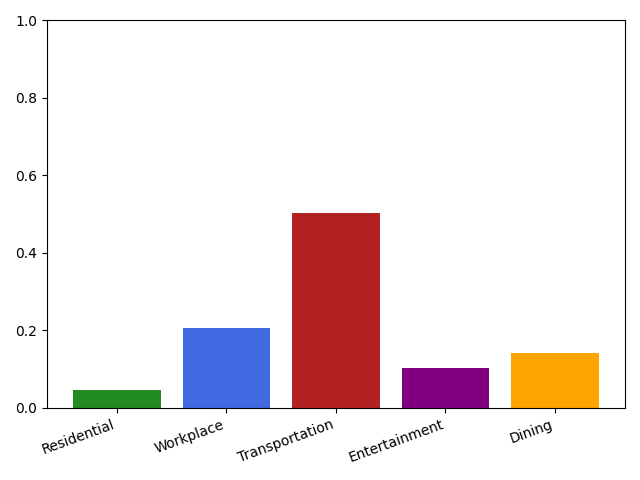 1.0
0.8
0.6
0.4
0.2
0.0
Residential
Workplace
Transportation
Entertainment
Dining